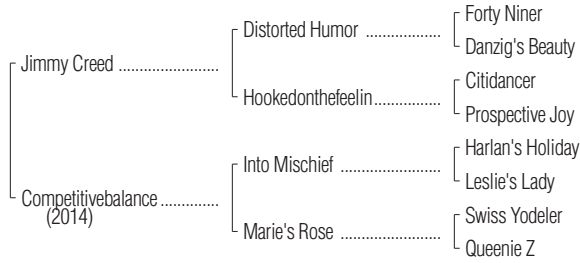 Forty Niner
Distorted Humor ..................
Danzig's Beauty
Jimmy Creed ........................
Citidancer
Hookedonthefeelin................
Prospective Joy
Harlan's Holiday
Into Mischief ........................
Leslie's Lady
Competitivebalance ..............
(2014)
Swiss Yodeler
Marie's Rose ........................
Queenie Z